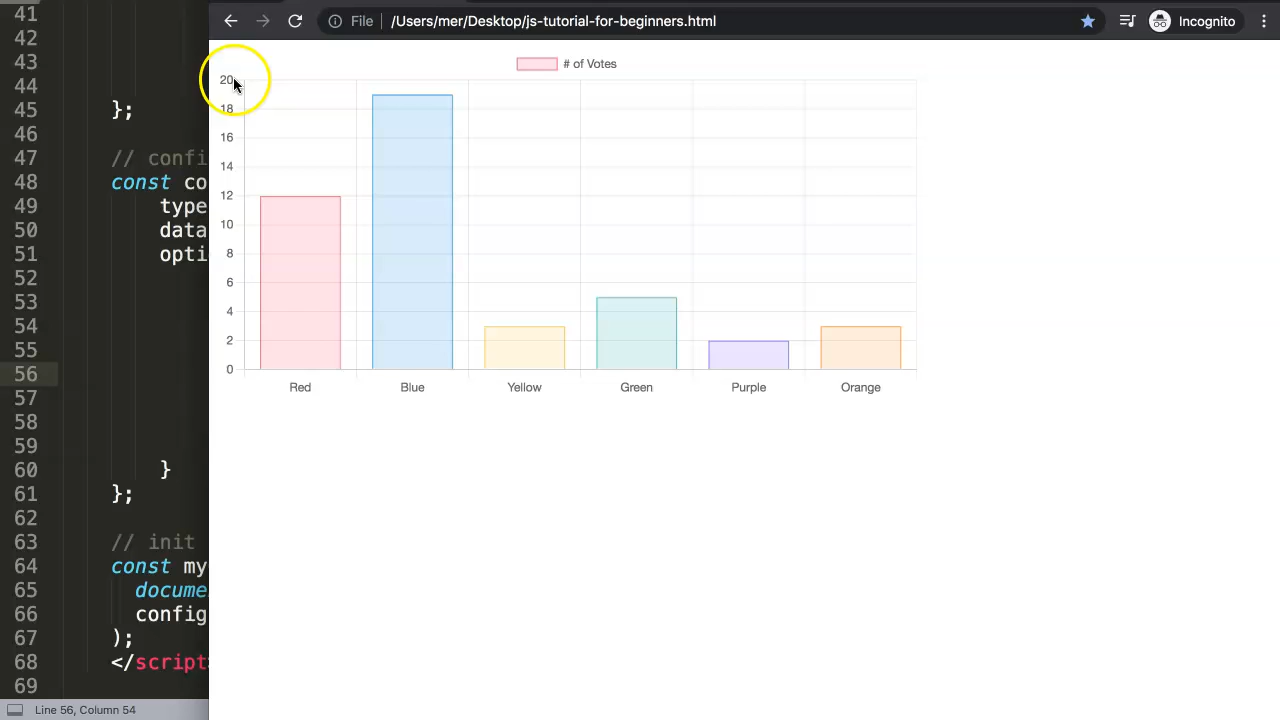 /Users/mer/Desktop/js-tutorial-for-beginners.html
File
Incognito
# of Votes
20
18
16
14
12
10
8
6
4
2
0
Red Blue Yellow Green Purple Orange
41
42
43
44
45 };
46
47 // confi
48 const co
49 type
50 data
51 opti
52
53
54
55
56
57
58
59
60 }
61 };
62
63 // init
64 const my
65 docume
66 config
67 );
68 </script
69
Line 56, Column 54